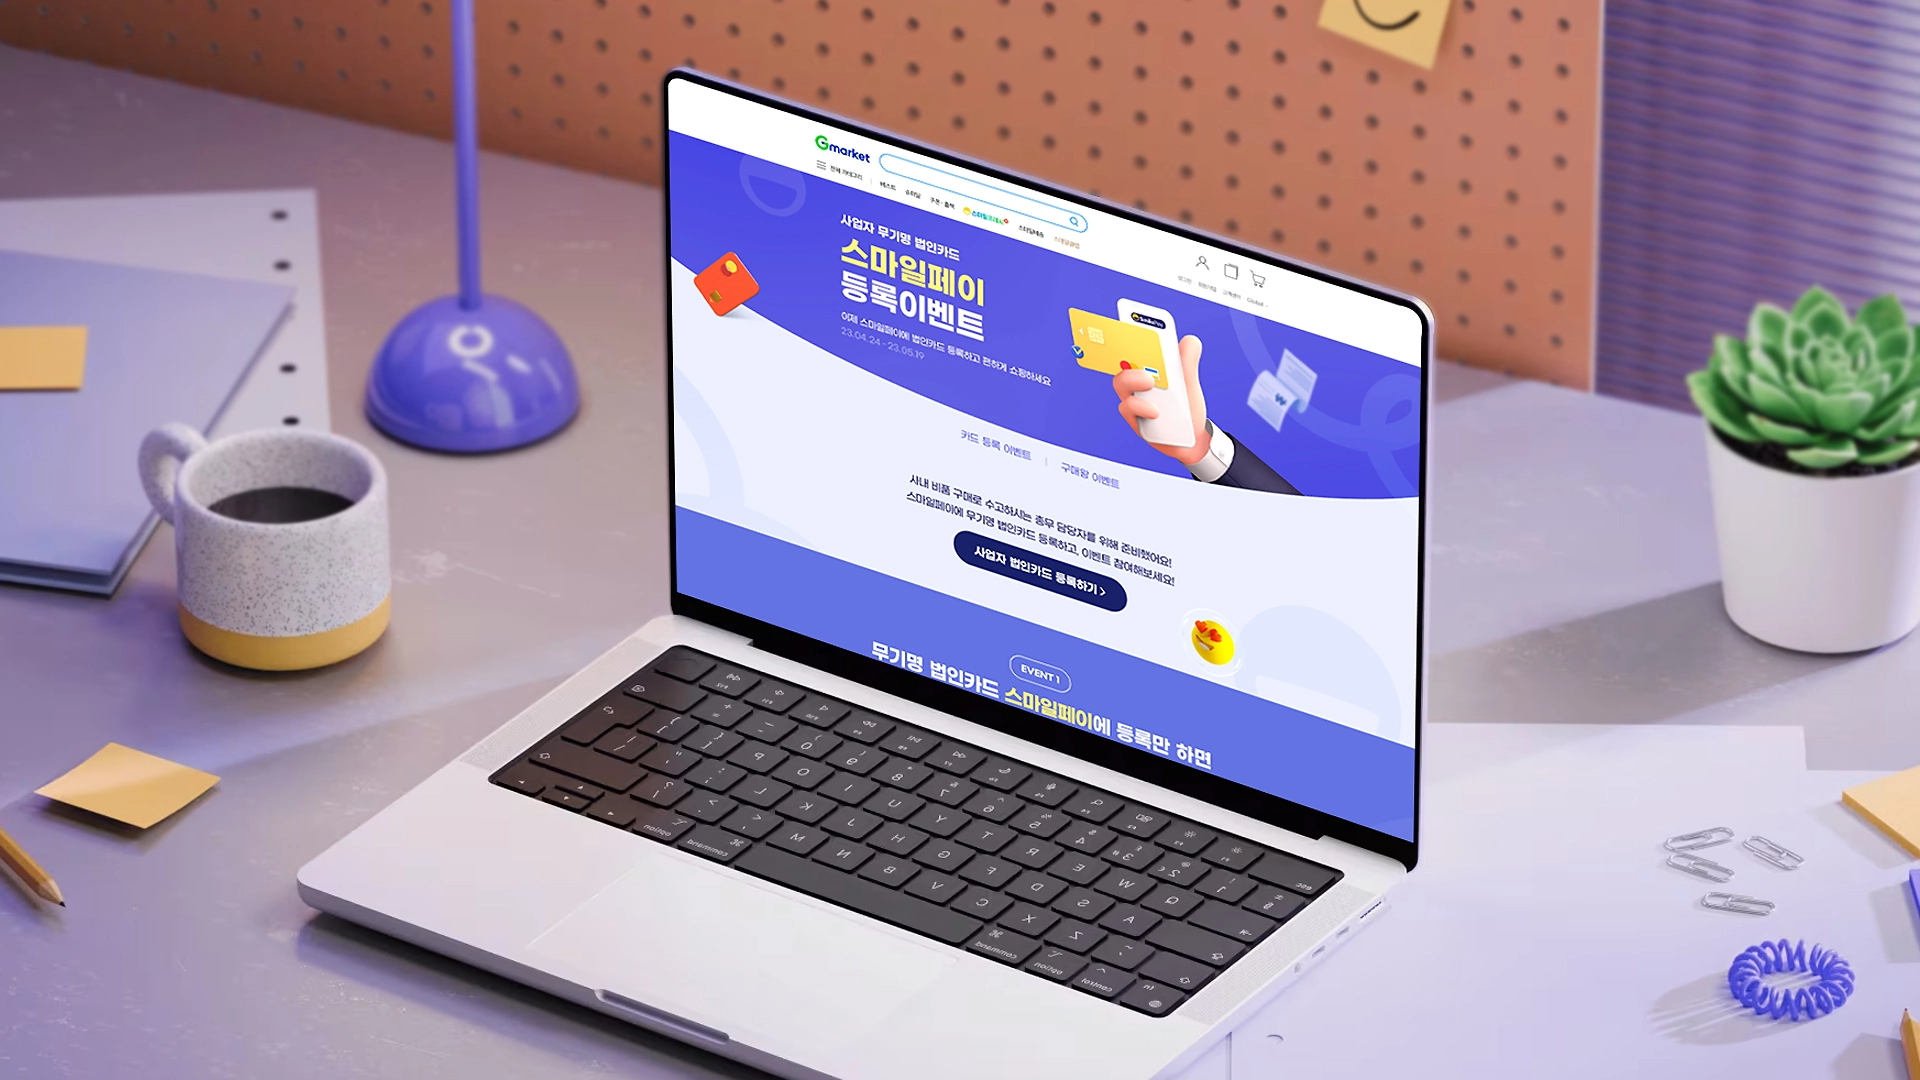 Gmarket
전체 카테고리
베스트
슈퍼딜
쿠폰·혜택
스마일배송
스마일클럽
Global
사업자 무기명 법인카드
스마일페이
등록이벤트
이제 스마일페이에 법인카드 등록하고 편하게 쇼핑하세요
23.04.24 - 23.05.19
카드 등록 이벤트 | 구매왕 이벤트
사내 비품 구매로 수고하시는 총무 담당자를 위해 준비했어요!
스마일페이에 무기명 법인카드 등록하고, 이벤트 참여해보세요!
사업자 법인카드 등록하기 >
EVENT 1
무기명 법인카드 스마일페이에 등록만 하면